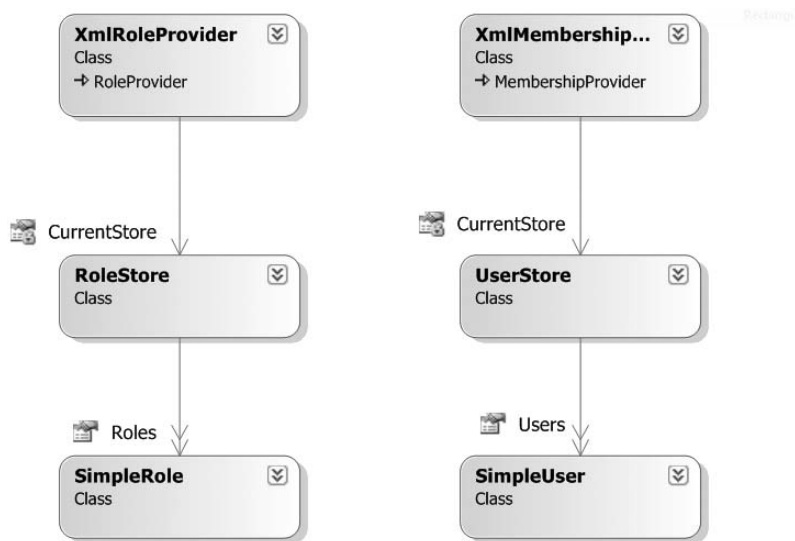 XmlRoleProvider
Class
RoleProvider
CurrentStore
RoleStore
Class
Roles
SimpleRole
Class
XmlMembership...
Class
MembershipProvider
CurrentStore
UserStore
Class
Users
SimpleUser
Class